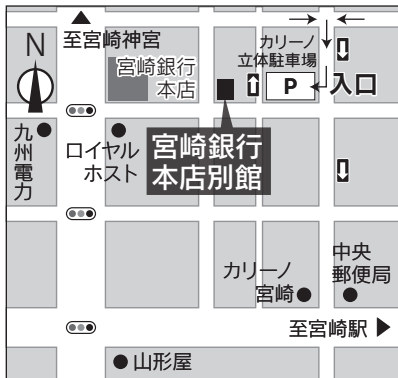 N
至宮崎神宮
宮崎銀行
本店
カリーノ
立体駐車場
P
入口
九州電力
ロイヤル
ホスト
宮崎銀行
本店別館
カリーノ
宮崎
中央
郵便局
至宮崎駅
山形屋